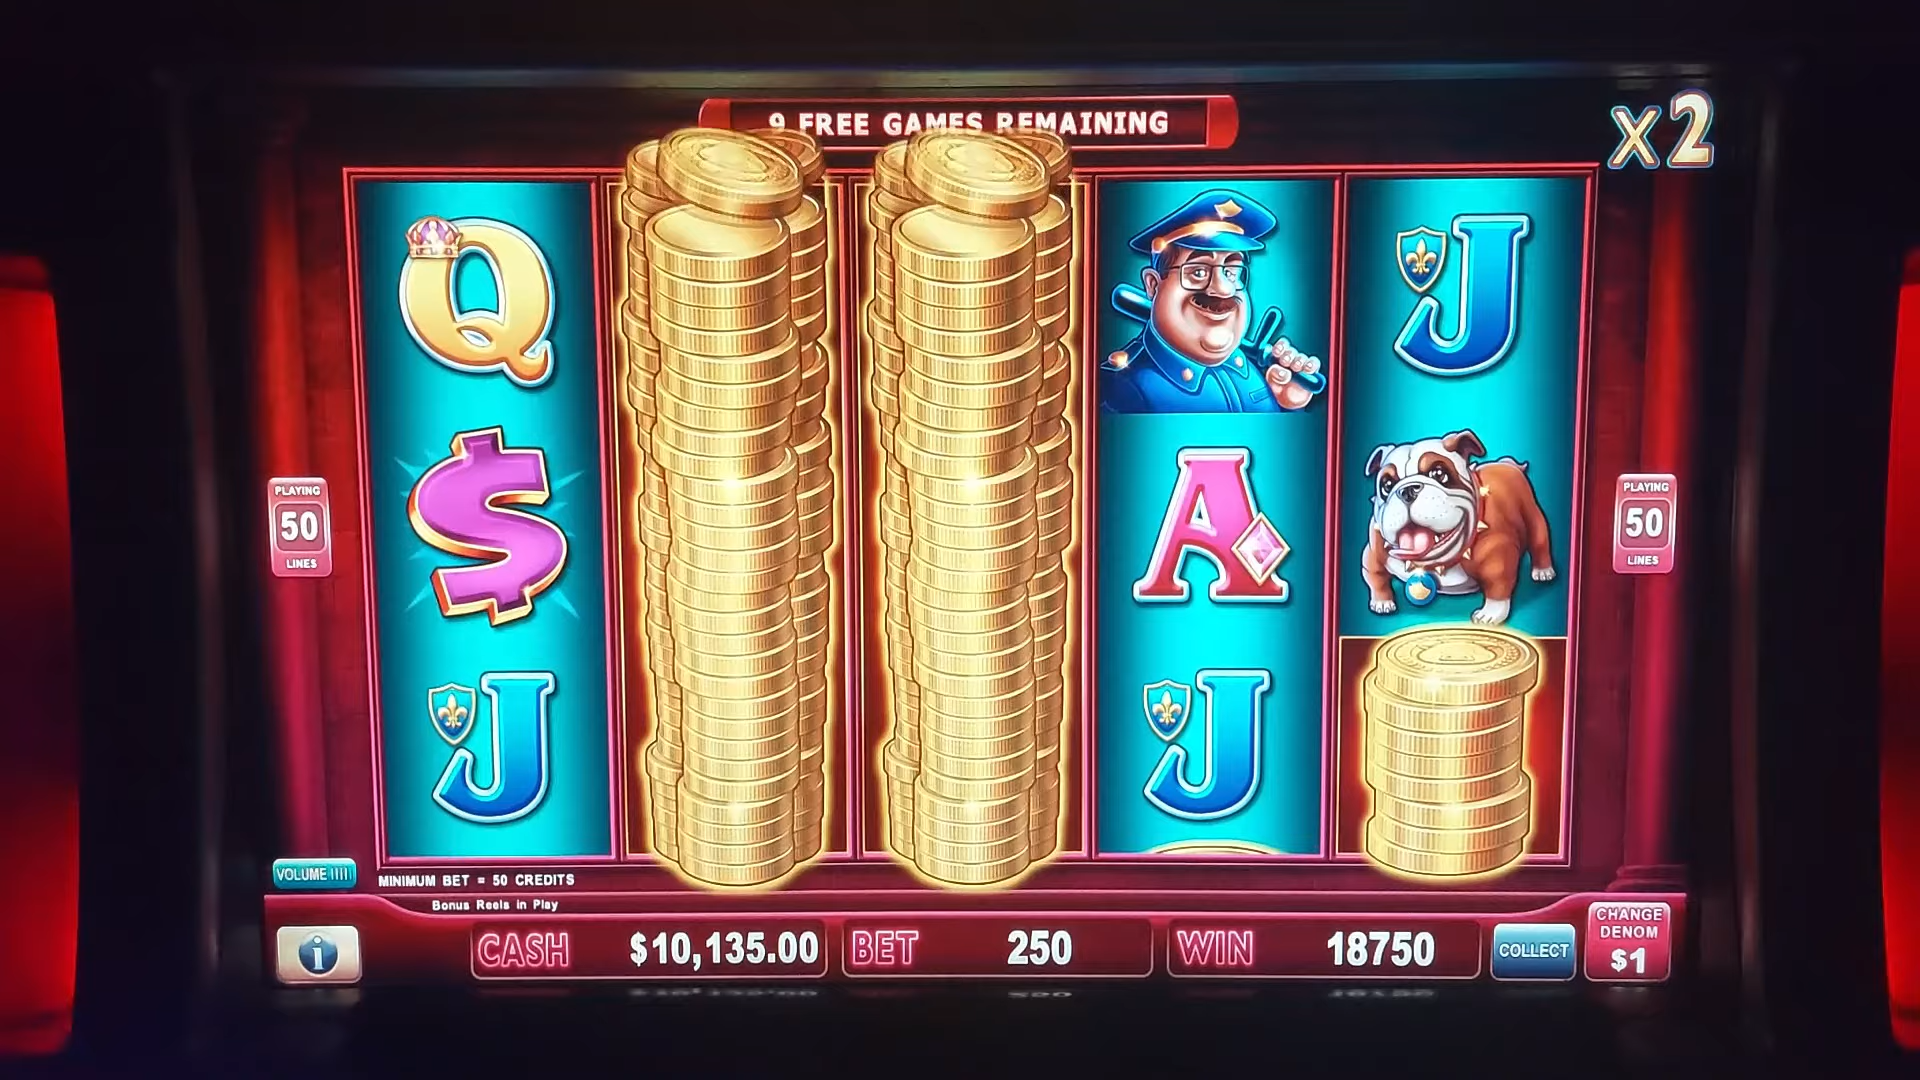 9 FREE GAMES REMAINING
X2
Q
J
$
A
J
J
PLAYING
50
LINES
PLAYING
50
LINES
VOLUME
MINIMUM BET = 50 CREDITS
Bonus Reels in Play
i
CASH $10,135.00
BET 250
WIN 18750
COLLECT
CHANGE
DENOM
$1